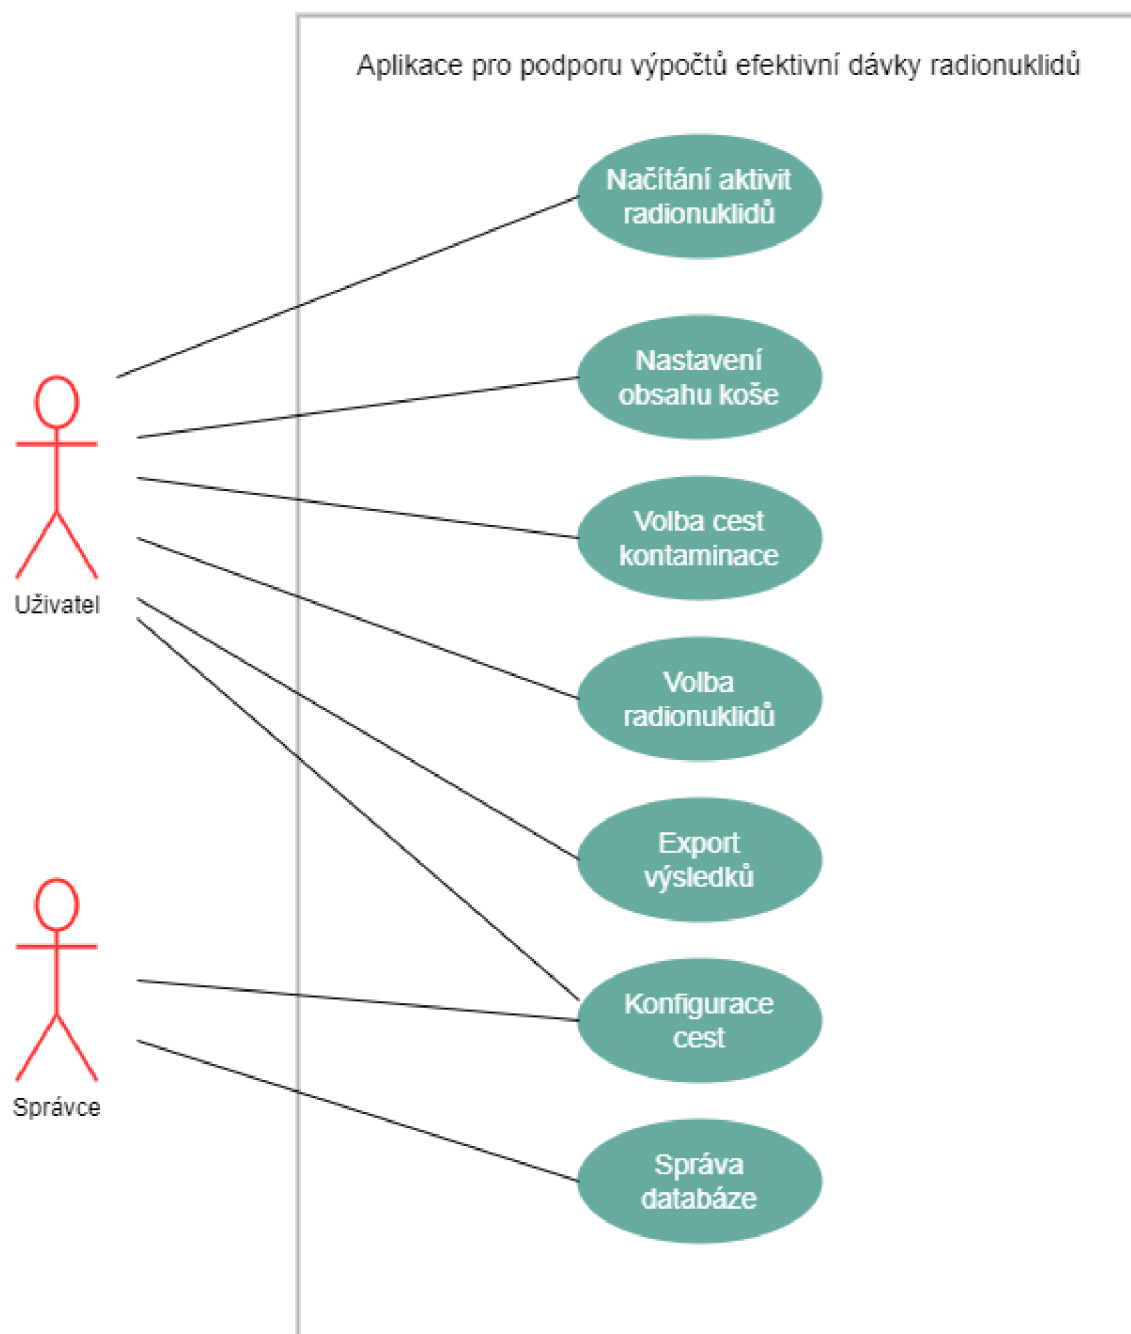 Aplikace pro podporu výpočtů efektivní dávky radionuklidů
Načítání aktivit
radionuklidů
Nastavení
obsahu koše
Volba cest
kontaminace
Uživatel
Volba
radionuklidů
Export
výsledků
Konfigurace
cest
Správce
Správa
databáze